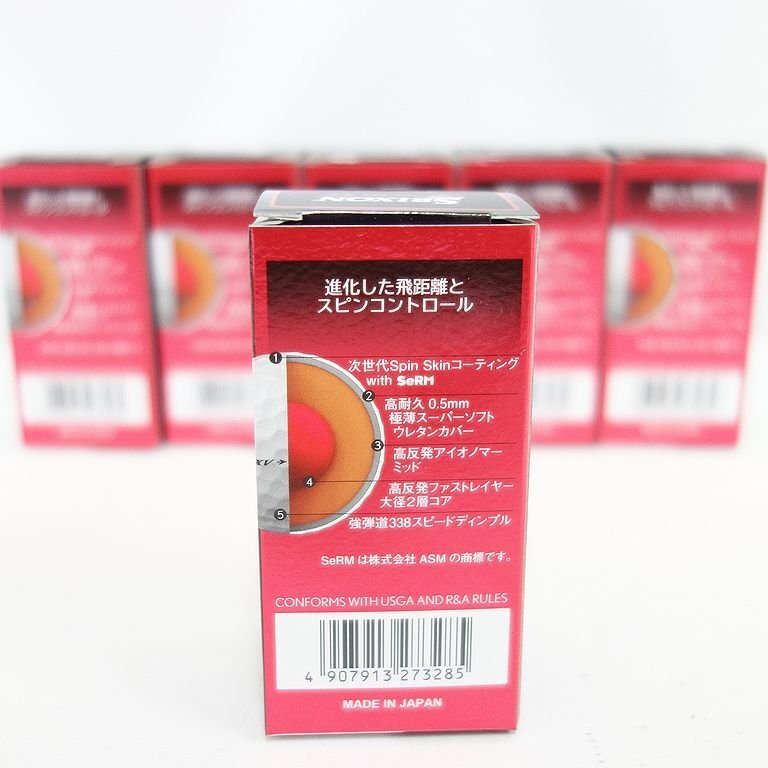 SRIXON
進化した飛距離と
スピンコントロール
1
次世代Spin Skinコーティング
with SeRM
2
高耐久 0.5mm
極薄スーパーソフト
ウレタンカバー
3
高反発アイオノマー
ミッド
XV
4
高反発ファストレイヤー
大径2層コア
5
強弾道338スピードディンプル
SeRM は株式会社 ASM の商標です。
CONFORMS WITH USGA AND R&A RULES
4 907913 273285
MADE IN JAPAN